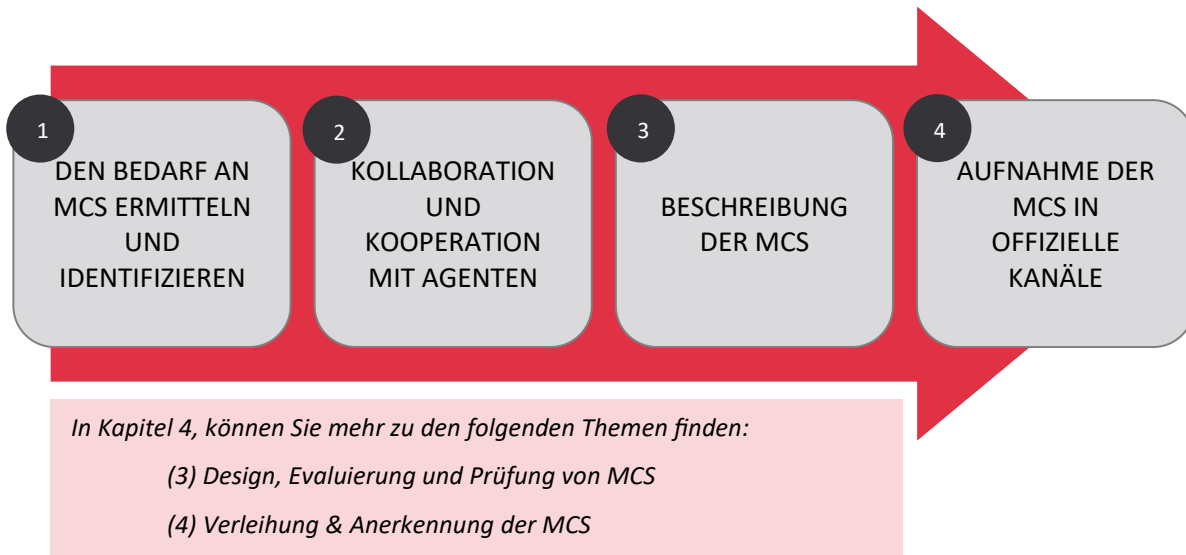 1
DEN BEDARF AN
MCS ERMITTELN
UND
IDENTIFIZIEREN
2
KOLLABORATION
UND
KOOPERATION
MIT AGENTEN
3
BESCHREIBUNG
DER MCS
4
AUFNAHME DER
MCS IN
OFFIZIELLE
KANÄLE
In Kapitel 4, können Sie mehr zu den folgenden Themen finden:
(3) Design, Evaluierung und Prüfung von MCS
(4) Verleihung & Anerkennung der MCS